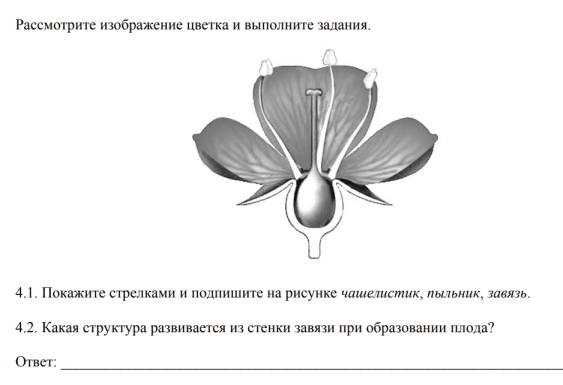 Рассмотрите изображение цветка и выполните задания.
4.1. Покажите стрелками и подпишите на рисунке чашелистик, пыльник, завязь.
4.2. Какая структура развивается из стенки завязи при образовании плода?
Ответ: